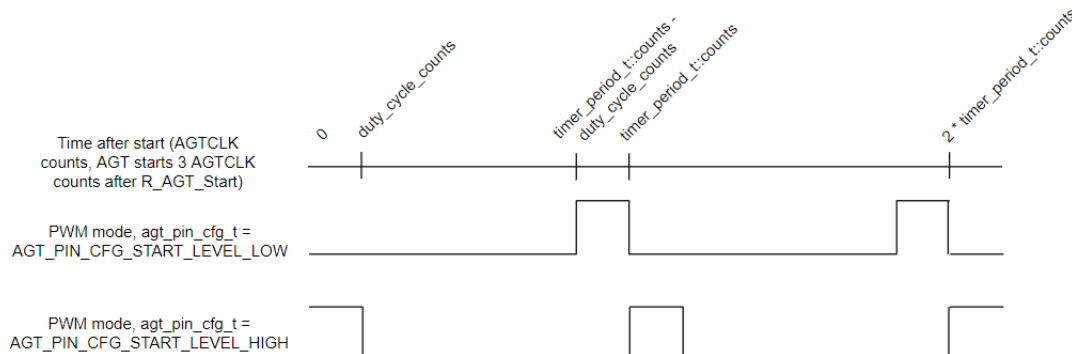 0
duty_cycle_counts
timer_period_t::counts -
duty_cycle_counts
timer_period_t::counts
2 * timer_period_t::counts
Time after start (AGTCLK
counts, AGT starts 3 AGTCLK
counts after R_AGT_Start)
PWM mode, agt_pin_cfg_t =
AGT_PIN_CFG_START_LEVEL_LOW
PWM mode, agt_pin_cfg_t =
AGT_PIN_CFG_START_LEVEL_HIGH